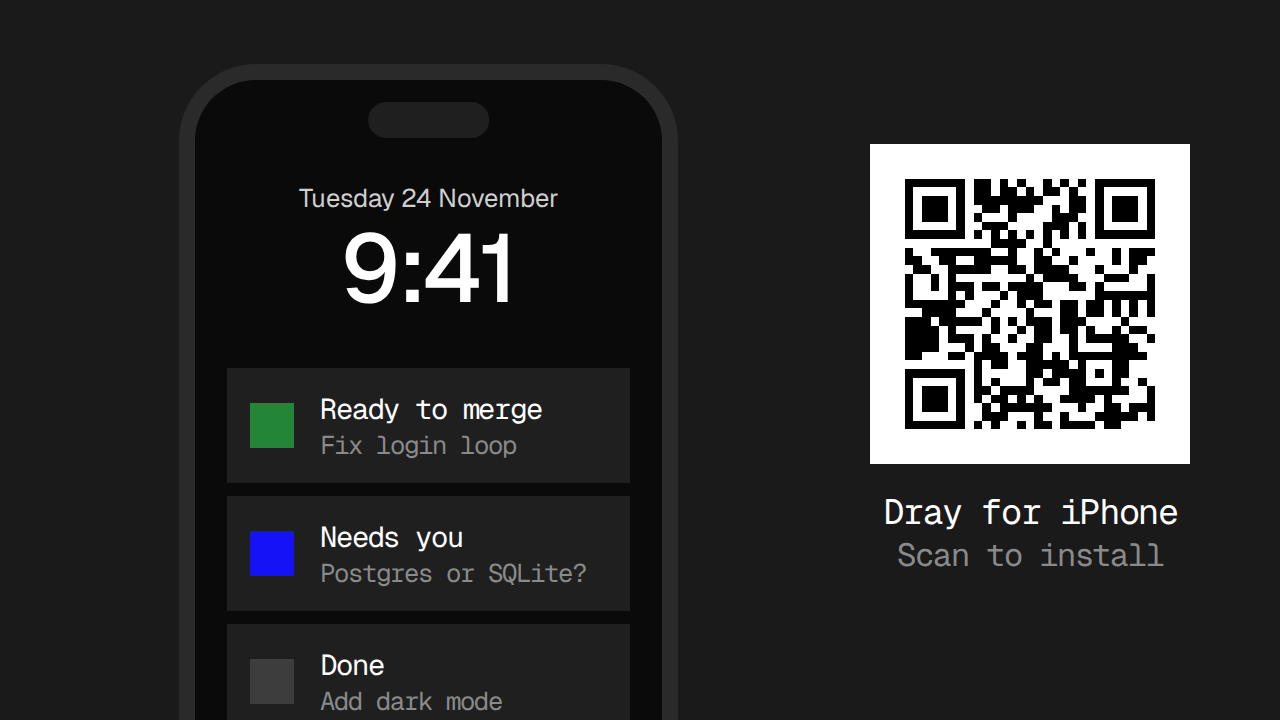 Tuesday 24 November
9:41
Ready to merge
Fix login loop
Needs you
Postgres or SQLite?
Done
Add dark mode
Dray for iPhone
Scan to install